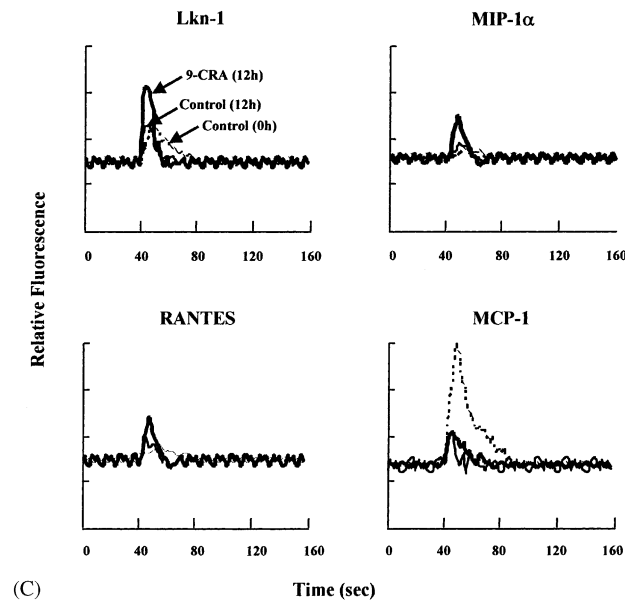 Lkn-1
MIP-1α
9-CRA (12h)
Control (12h)
Control (0h)
0 40 80 120 160
0 40 80 120 160
Relative Fluorescence
RANTES
MCP-1
0 40 80 120 160
0 40 80 120 160
(C)
Time (sec)